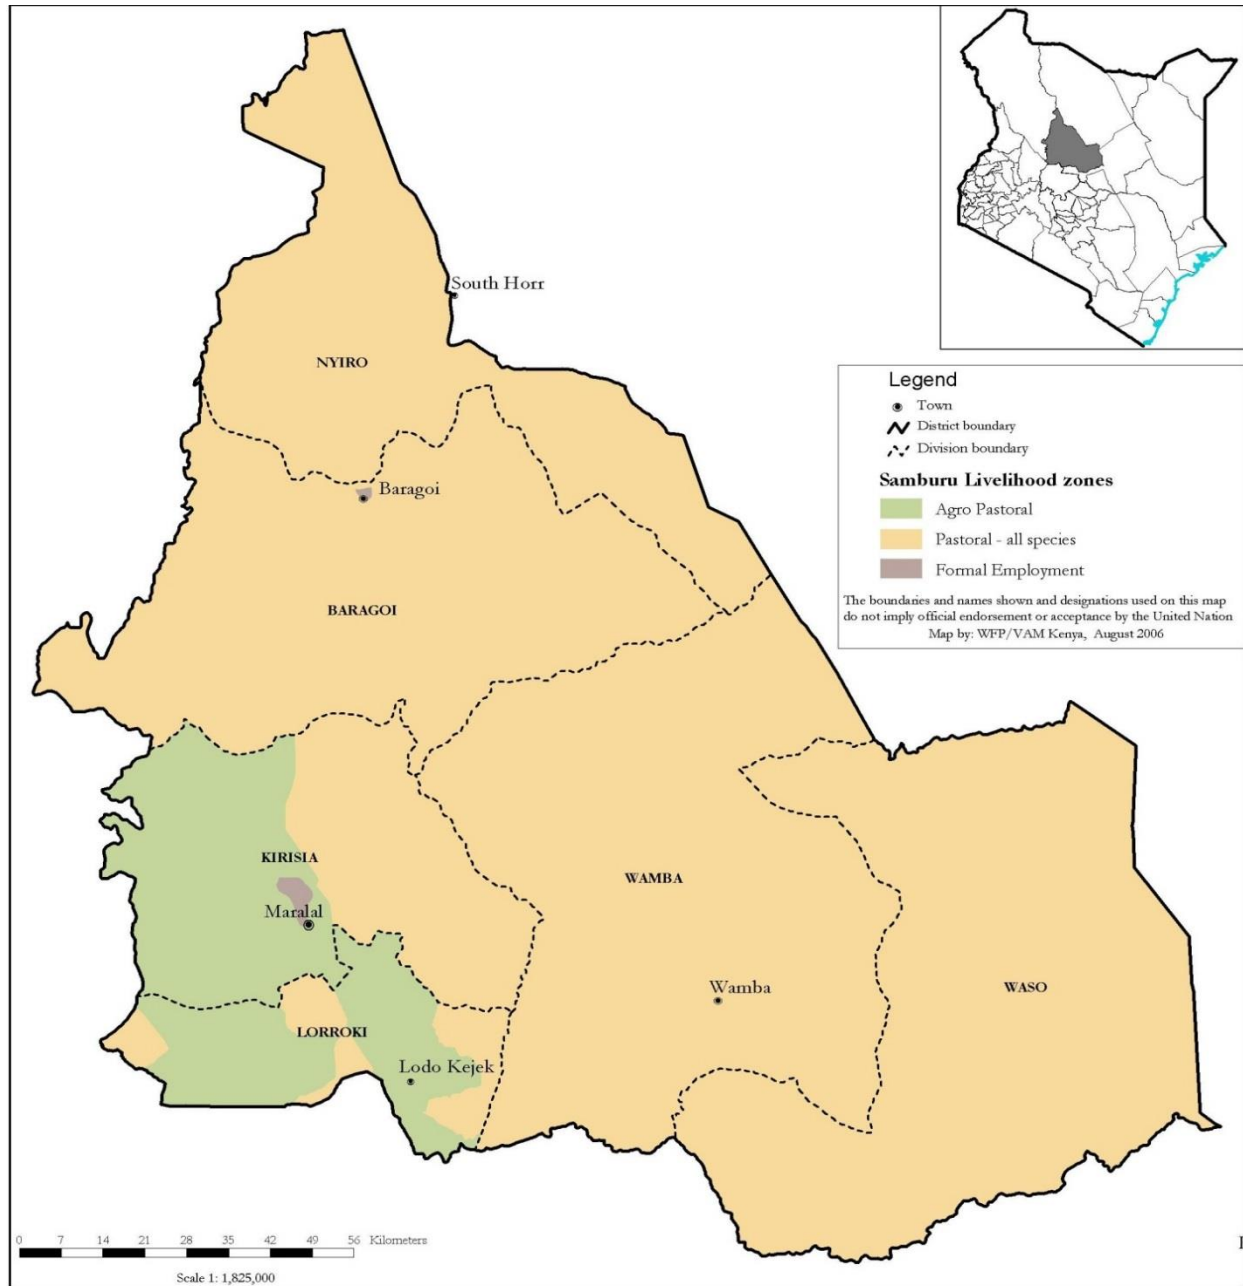 South Horr
NYIRO
Baragoi
BARAGOI
KIRISIA
Maralal
WAMBA
Wamba
WASO
LORROKI
Lodo Kejek
Legend
Town
District boundary
Division boundary
Samburu Livelihood zones
Agro Pastoral
Pastoral - all species
Formal Employment
The boundaries and names shown and designations used on this map
do not imply official endorsement or acceptance by the United Nation
Map by: WFP/VAM Kenya, August 2006
0 7 14 21 28 35 42 49 56 Kilometers
Scale 1: 1,825,000